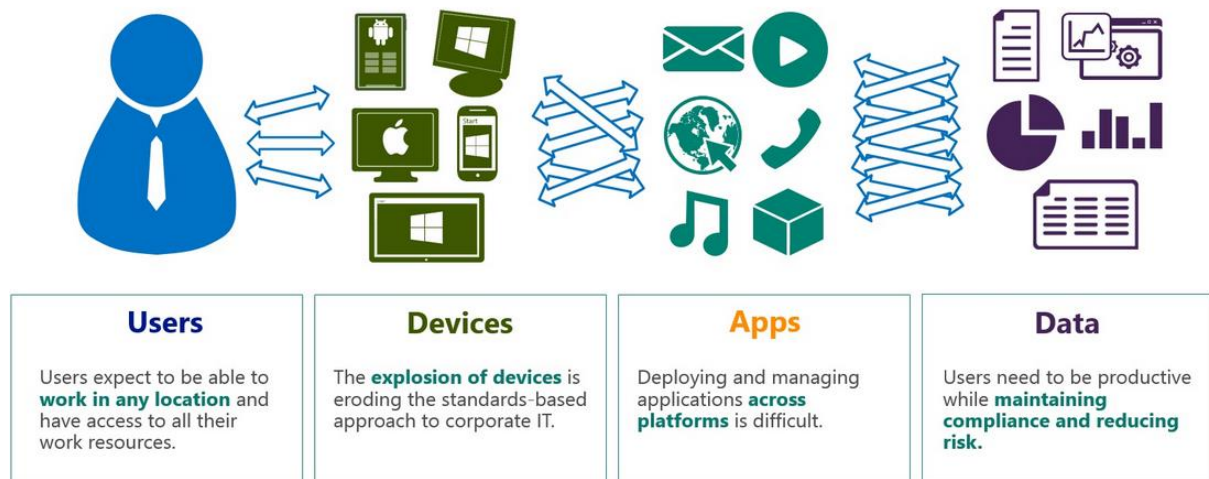 Start
Users
Users expect to be able to
work in any location and
have access to all their
work resources.
Devices
The explosion of devices is
eroding the standards-based
approach to corporate IT.
Apps
Deploying and managing
applications across
platforms is difficult.
Data
Users need to be productive
while maintaining
compliance and reducing
risk.